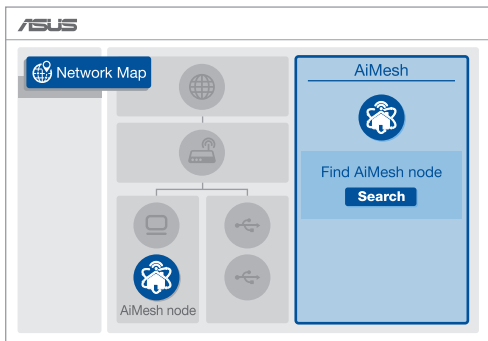 ASUS
Network Map
AiMesh
Find AiMesh node
Search
AiMesh node